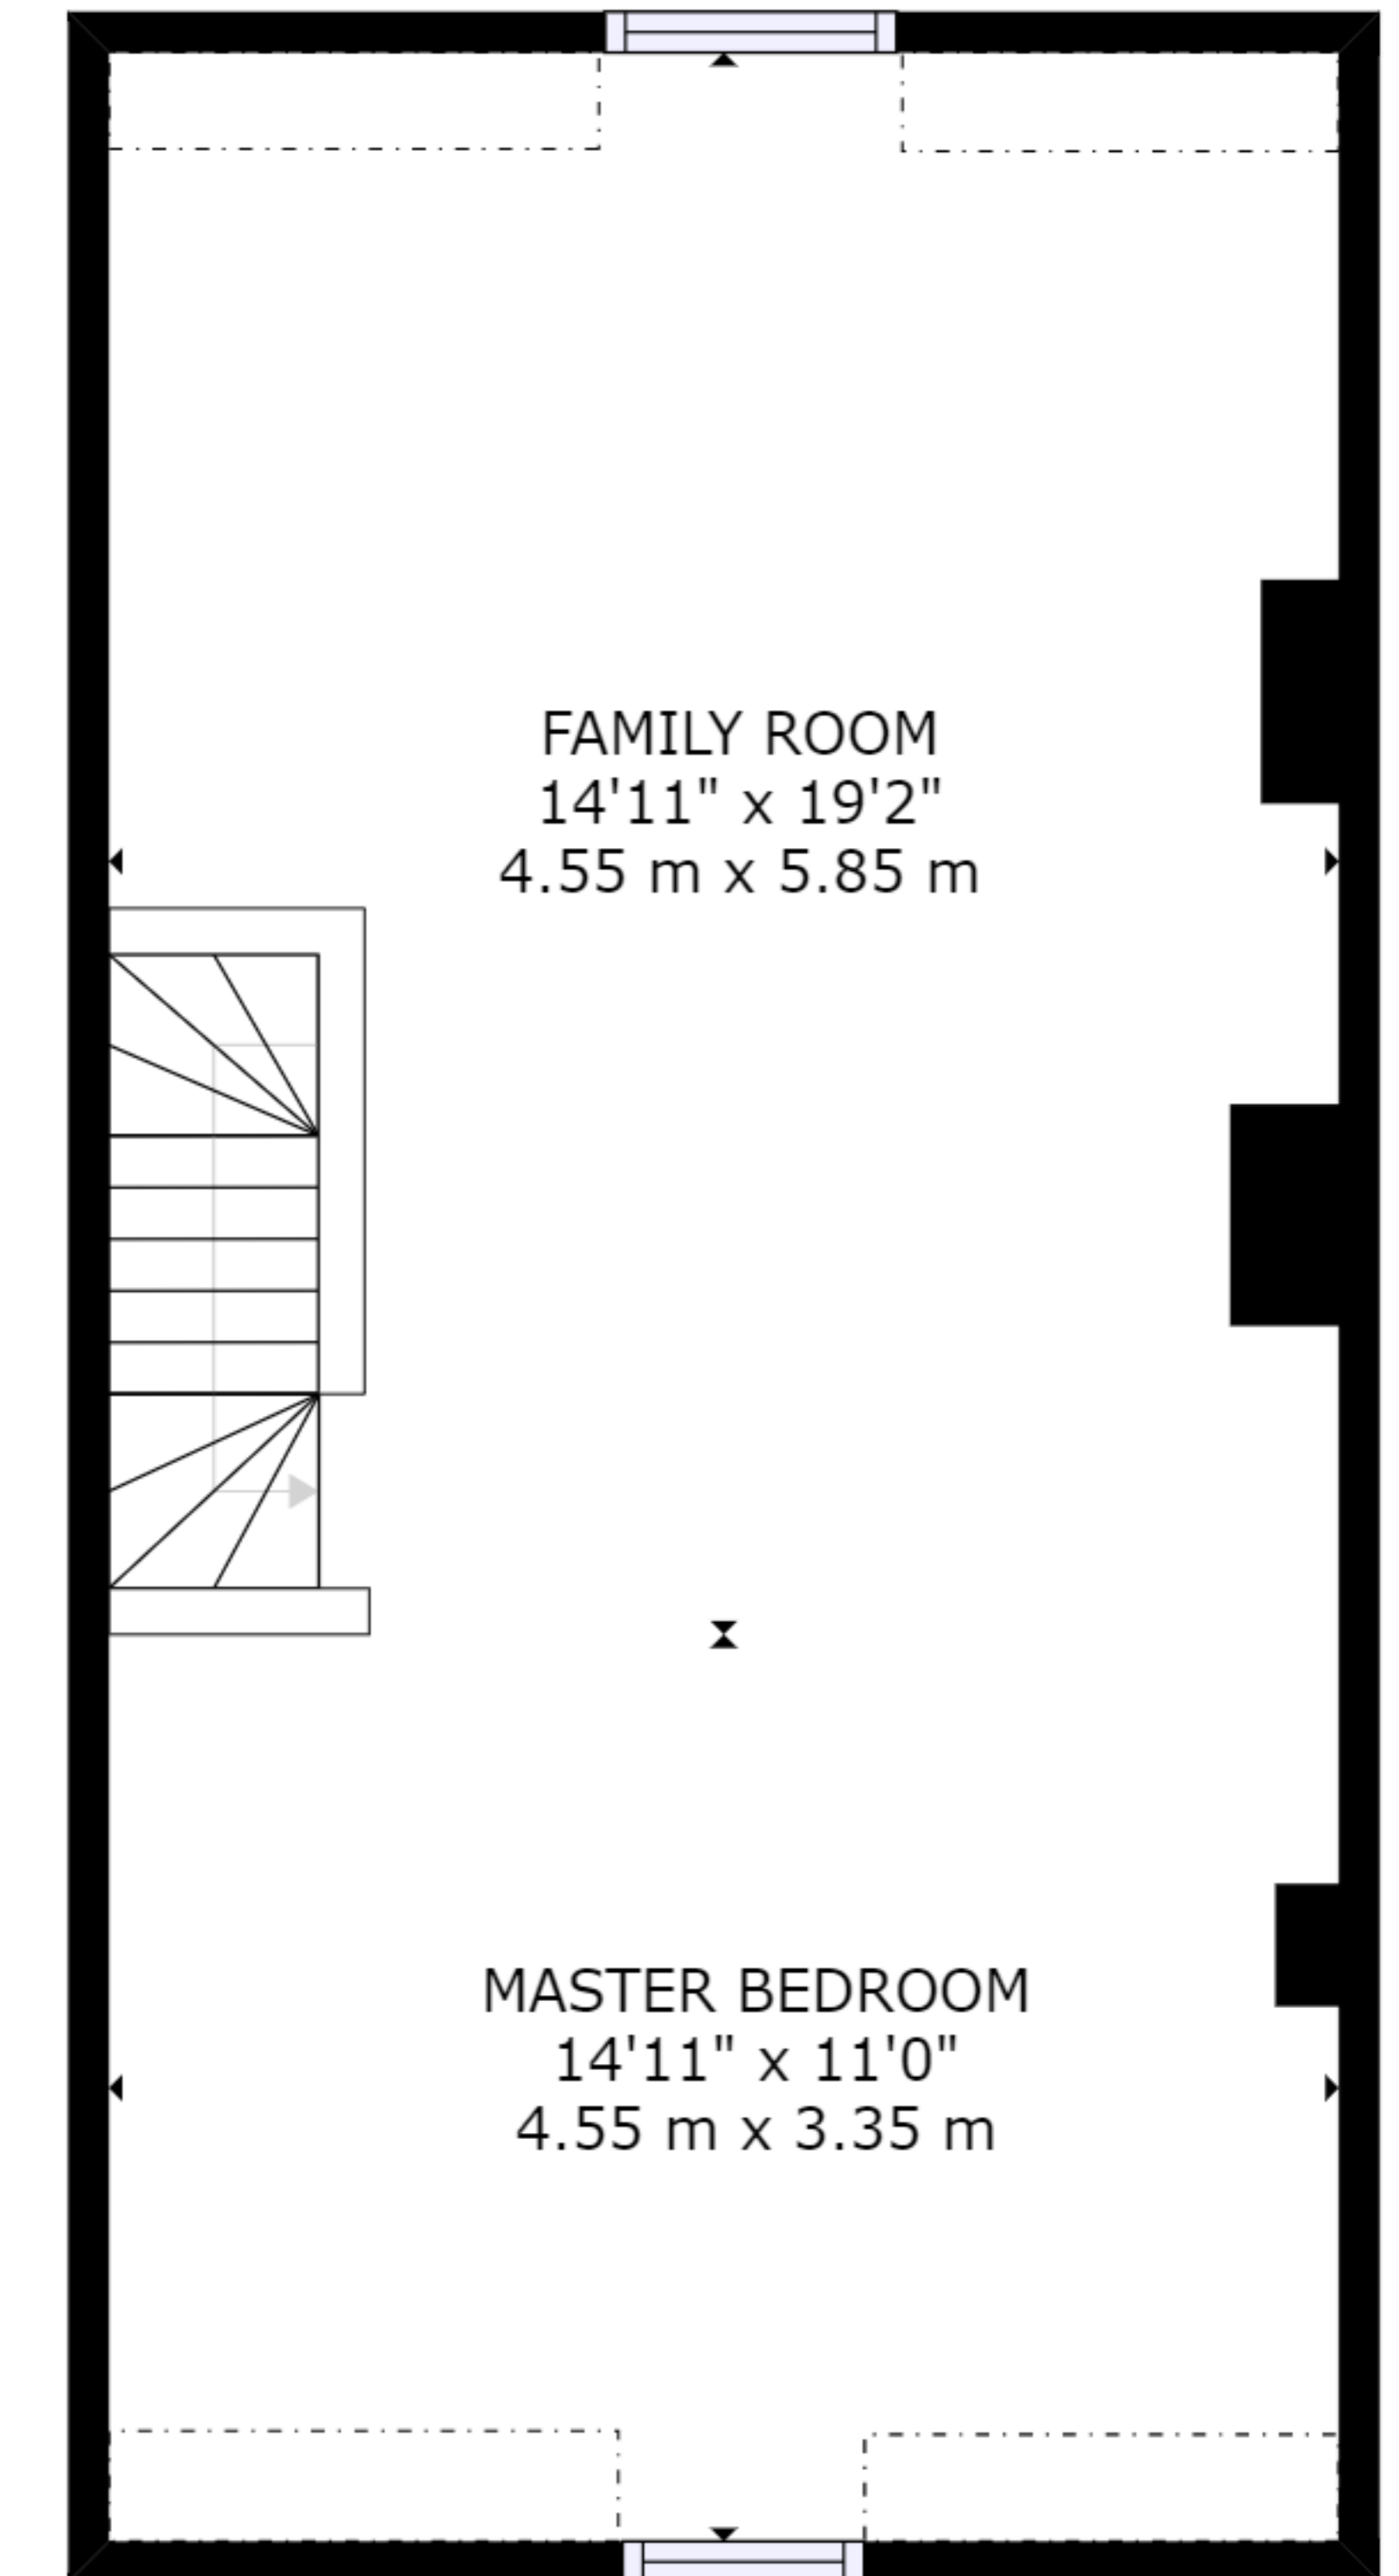 FAMILY ROOM
14'11" x 19'2"
4.55 m x 5.85 m
MASTER BEDROOM
14'11" x 11'0"
4.55 m x 3.35 m